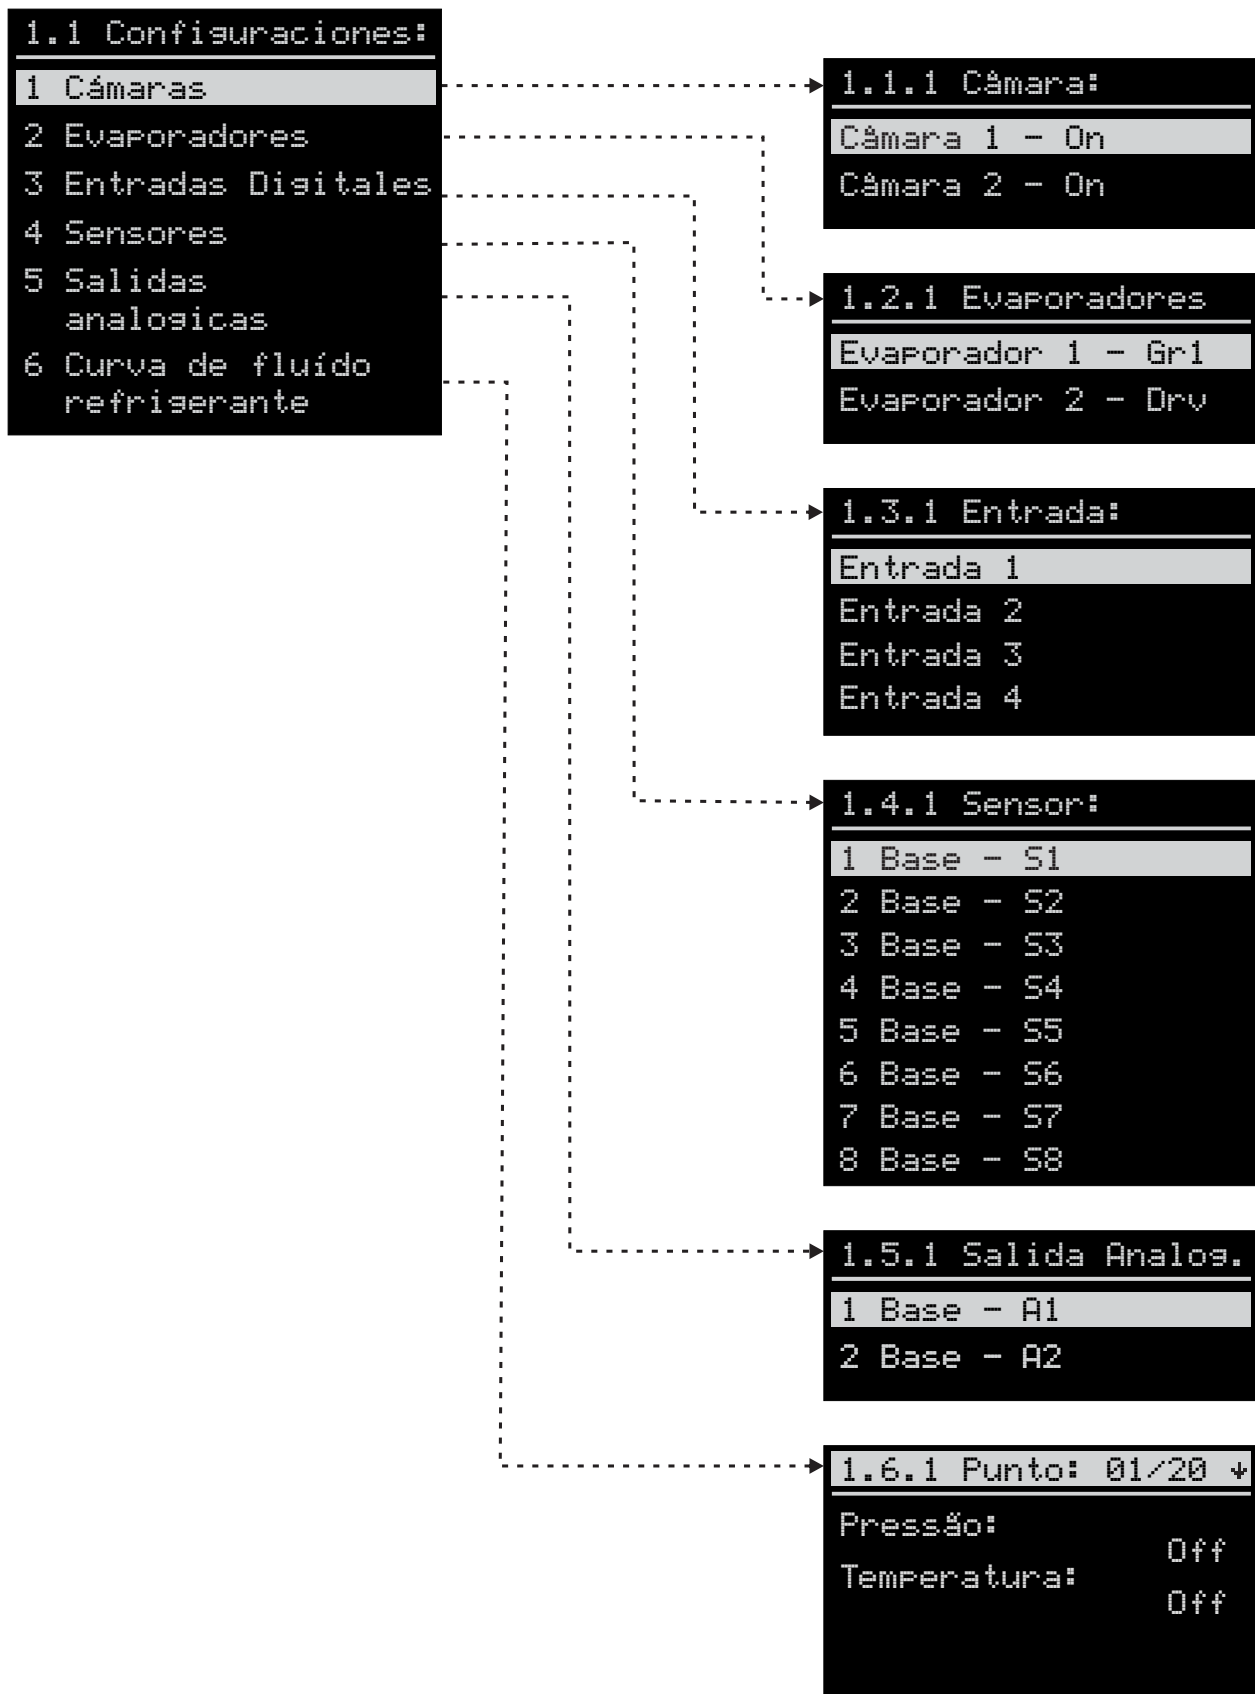 1.1 Configuraciones:
1 Cámaras
2 Evaporadores
3 Entradas Digitales
4 Sensores
5 Salidas
analogicas
6 Curva de fluído
refrigerante
1.1.1 Câmara:
Câmara 1 - On
Câmara 2 - On
1.2.1 Evaporadores
Evaporador 1 - Gr1
Evaporador 2 - Drv
1.3.1 Entrada:
Entrada 1
Entrada 2
Entrada 3
Entrada 4
1.4.1 Sensor:
1 Base - S1
2 Base - S2
3 Base - S3
4 Base - S4
5 Base - S5
6 Base - S6
7 Base - S7
8 Base - S8
1.5.1 Salida Analog.
1 Base - A1
2 Base - A2
1.6.1 Punto: 01/20 ↓
Pressão:
Off
Temperatura:
Off